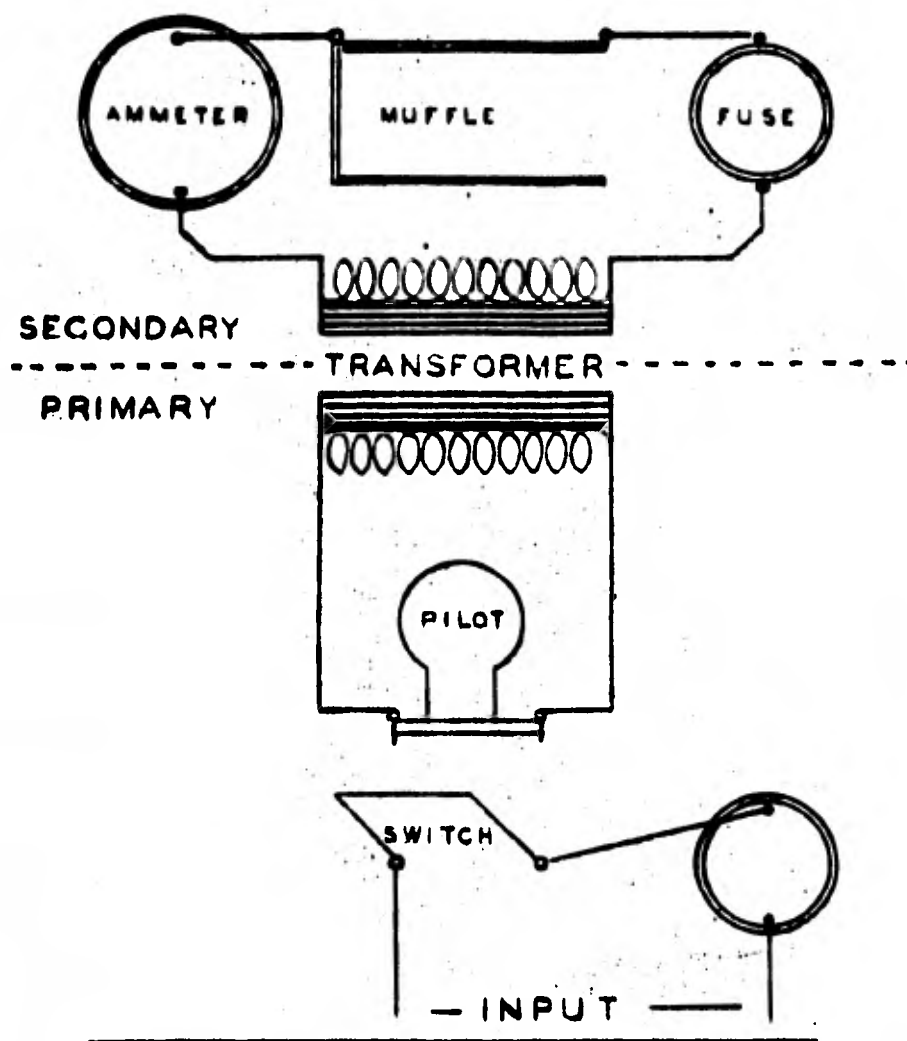 AMMETER MUFFLE FUSE
SECONDARY
TRANSFORMER
PRIMARY
PILOT
SWITCH
INPUT